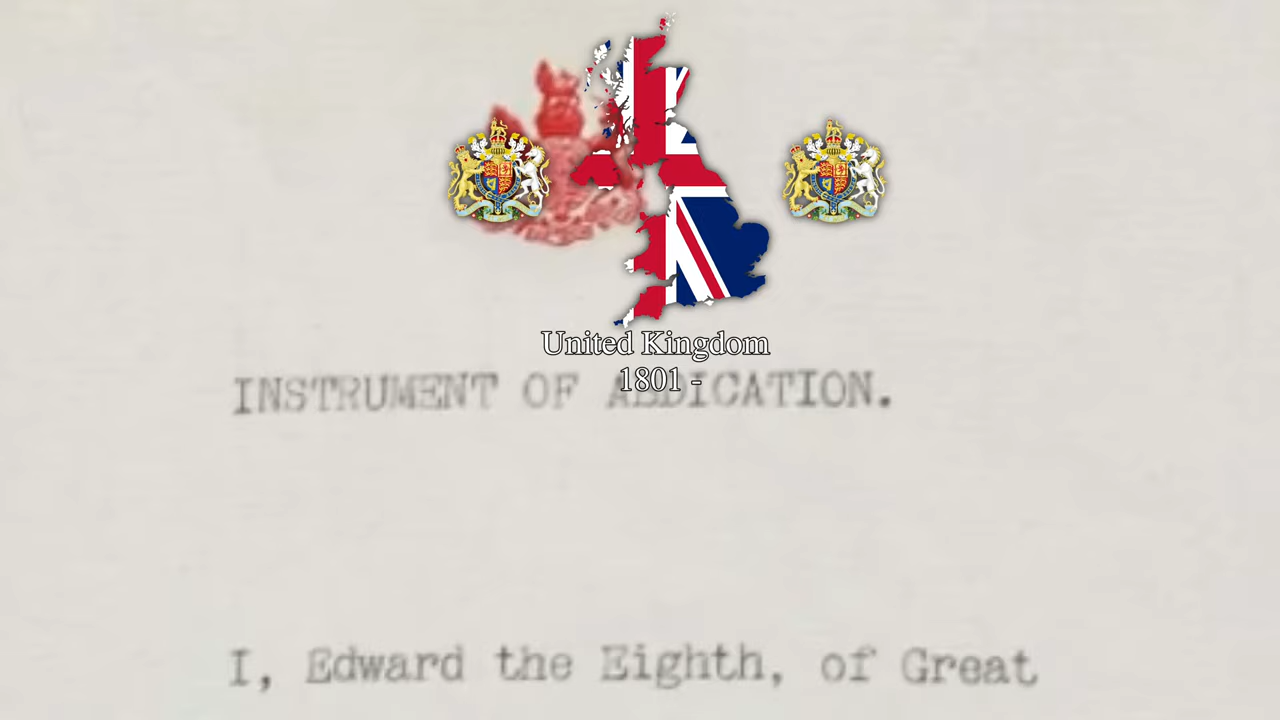 United Kingdom
1801 -
INSTRUMENT OF ABDICATION.
I, Edward the Eighth, of Great